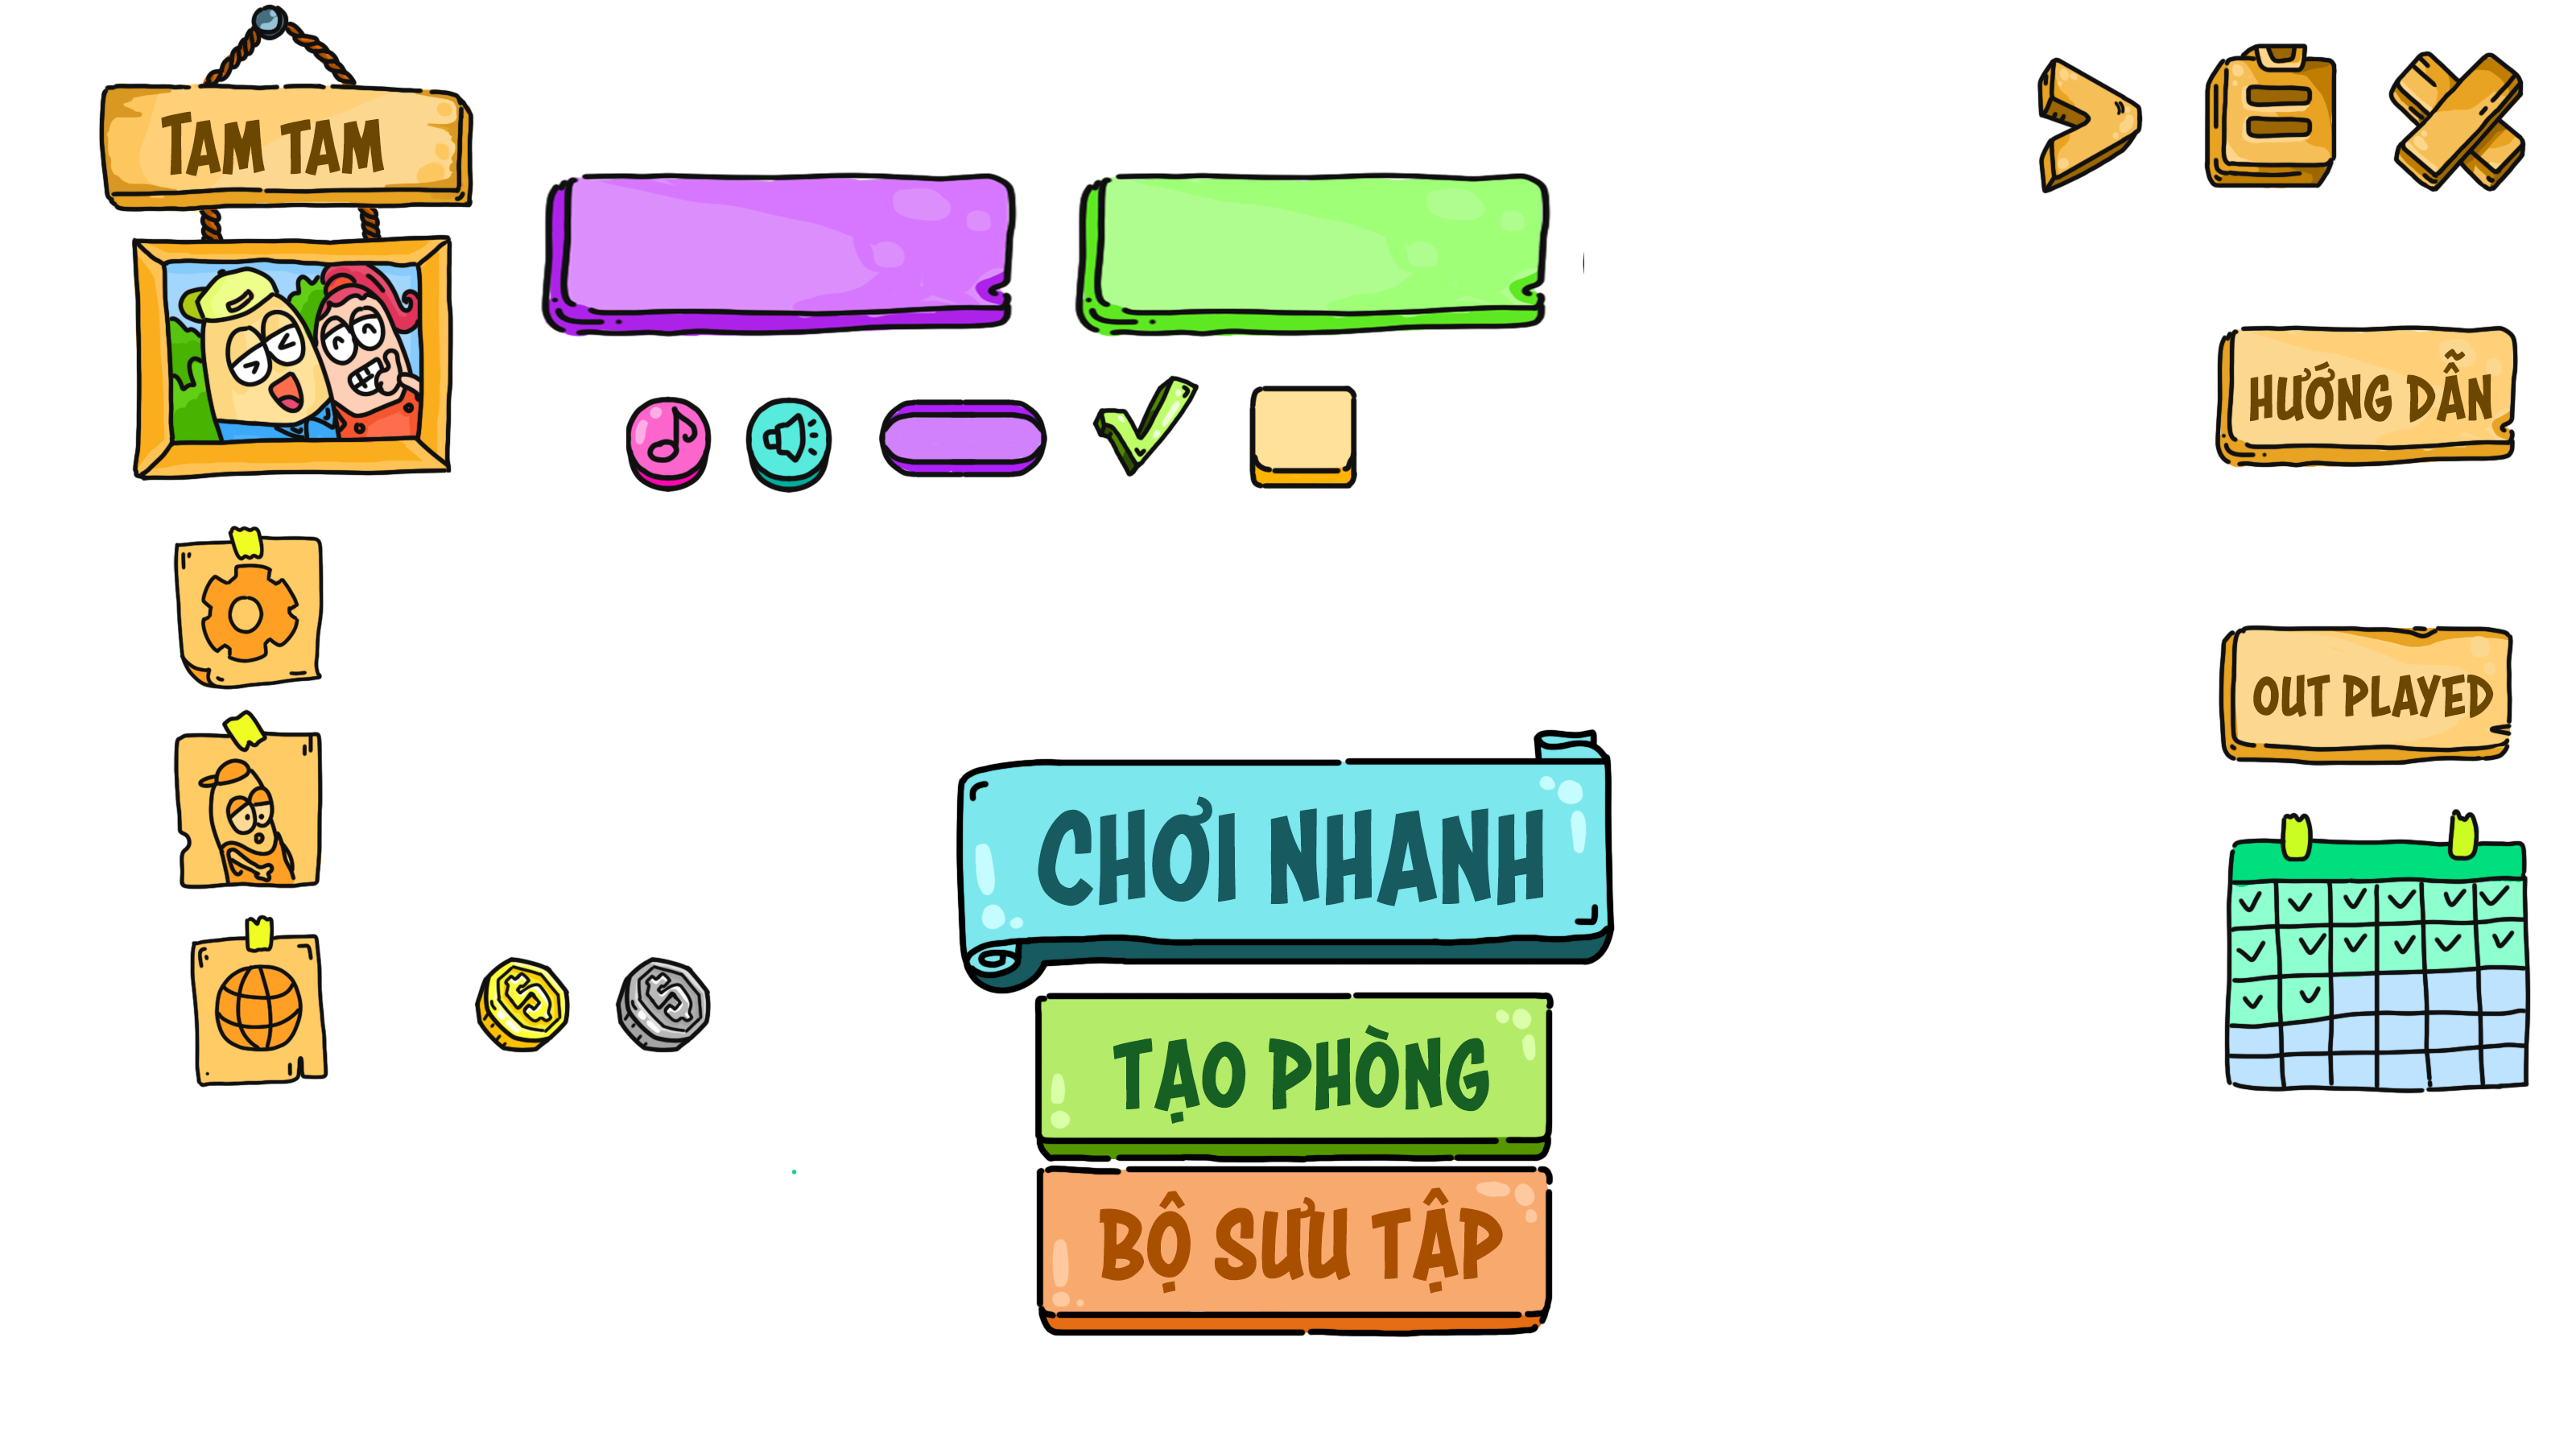 TAM TAM
HƯỚNG DẪN
OUT PLAYED
CHƠI NHANH
TẠO PHÒNG
BỘ SƯU TẬP